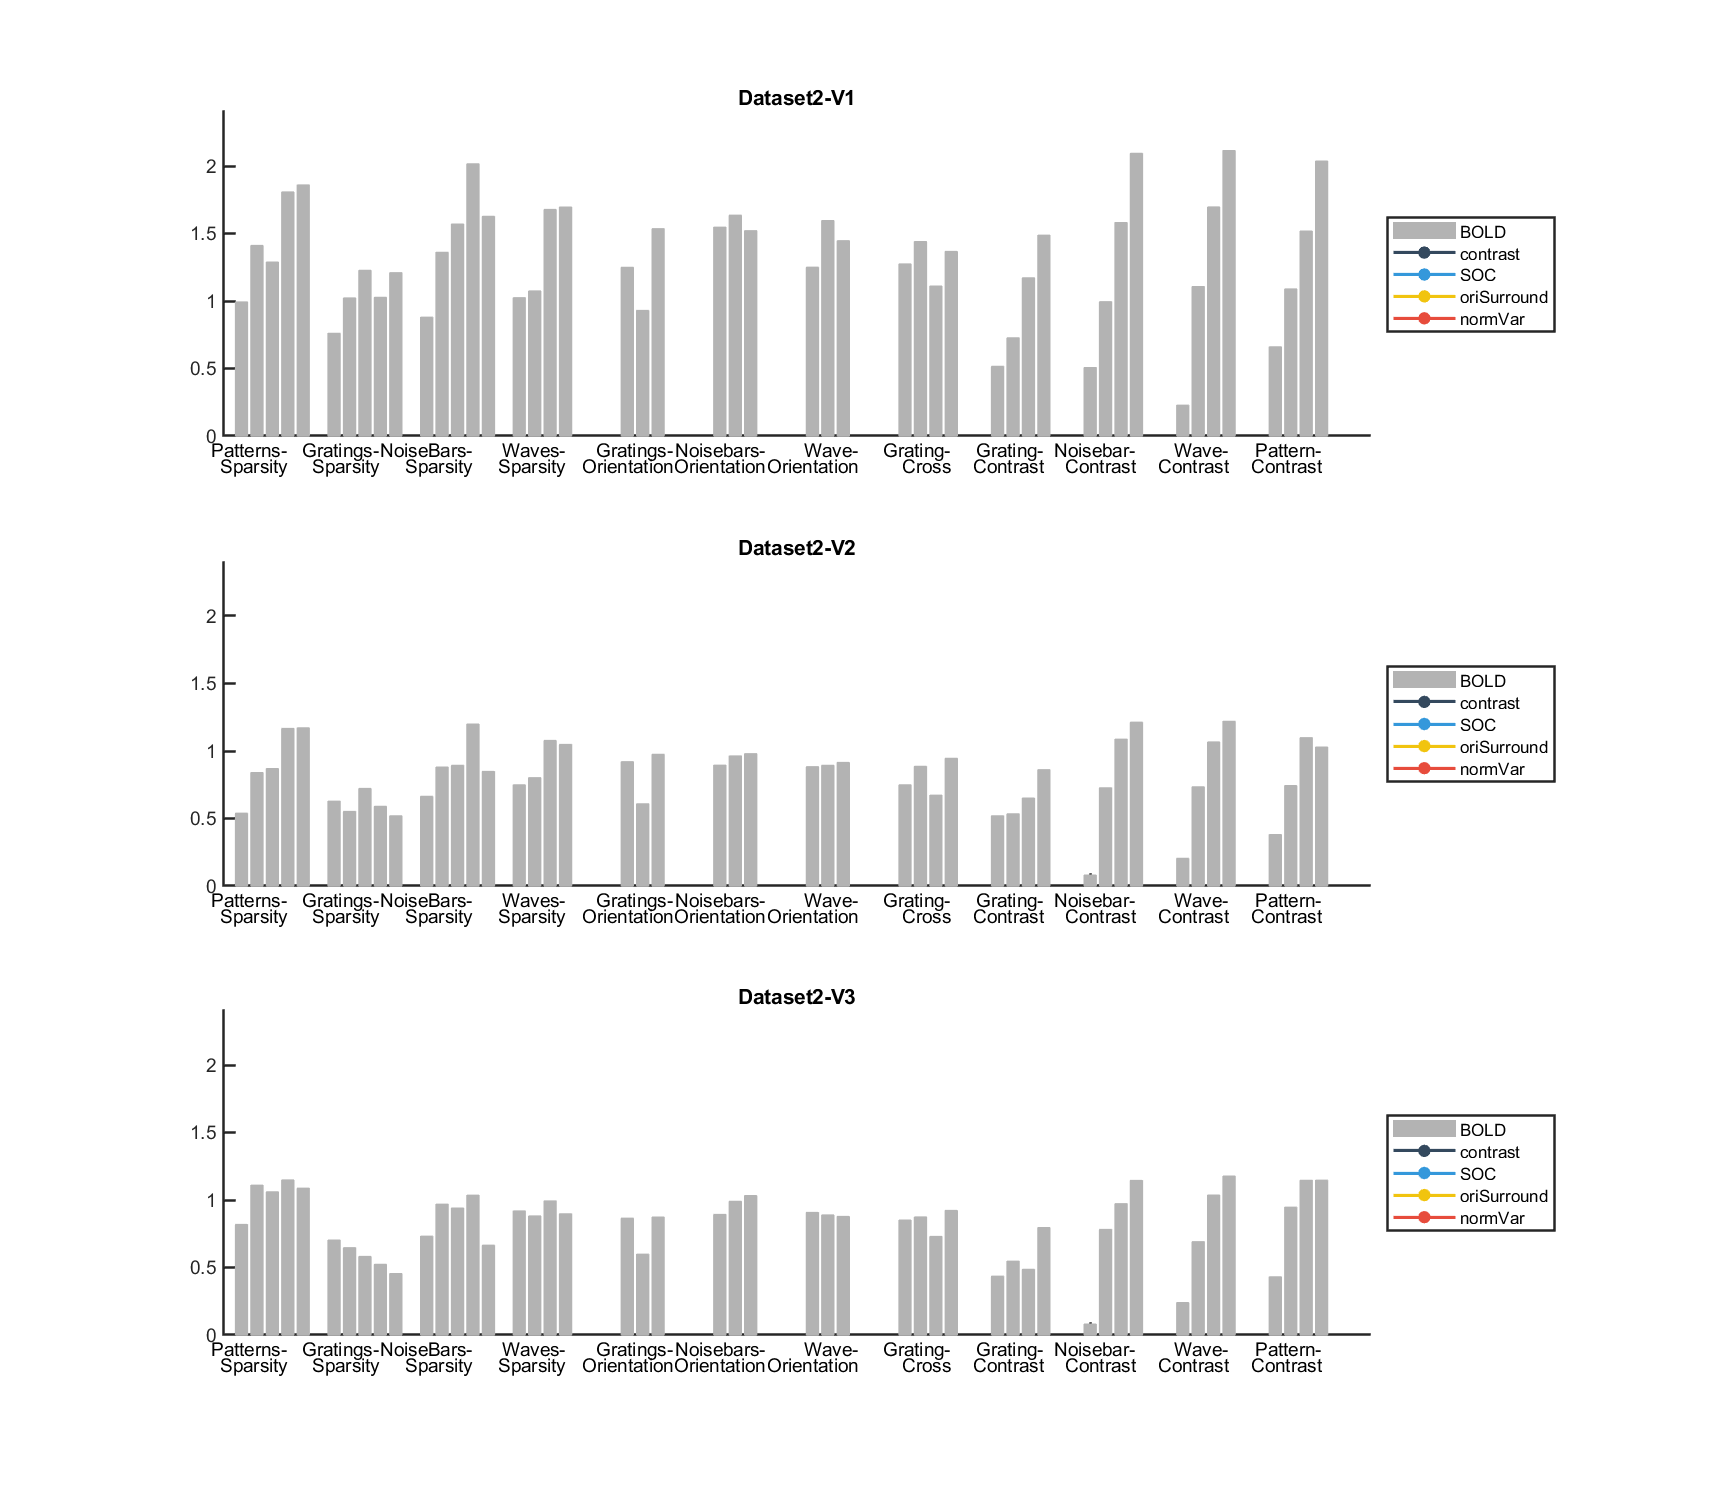 Dataset2-V1
2
1.5
1
0.5
0
Patterns- Gratings- NoiseBars- Waves- Gratings- Noisebars- Wave- Grating- Grating- Noisebar- Wave- Pattern-
Sparsity Sparsity Sparsity Sparsity Orientation Orientation Orientation Cross Contrast Contrast Contrast Contrast
BOLD
contrast
SOC
oriSurround
normVar
Dataset2-V2
2
1.5
1
0.5
0
Patterns- Gratings- NoiseBars- Waves- Gratings- Noisebars- Wave- Grating- Grating- Noisebar- Wave- Pattern-
Sparsity Sparsity Sparsity Sparsity Orientation Orientation Orientation Cross Contrast Contrast Contrast Contrast
BOLD
contrast
SOC
oriSurround
normVar
Dataset2-V3
2
1.5
1
0.5
0
Patterns- Gratings- NoiseBars- Waves- Gratings- Noisebars- Wave- Grating- Grating- Noisebar- Wave- Pattern-
Sparsity Sparsity Sparsity Sparsity Orientation Orientation Orientation Cross Contrast Contrast Contrast Contrast
BOLD
contrast
SOC
oriSurround
normVar